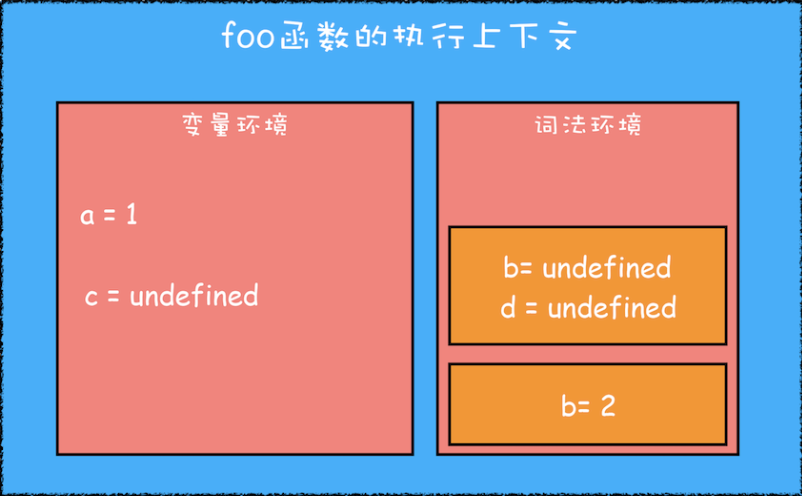 foo函数的执行上下文
变量环境
a = 1
c = undefined
词法环境
b= undefined
d = undefined
b= 2